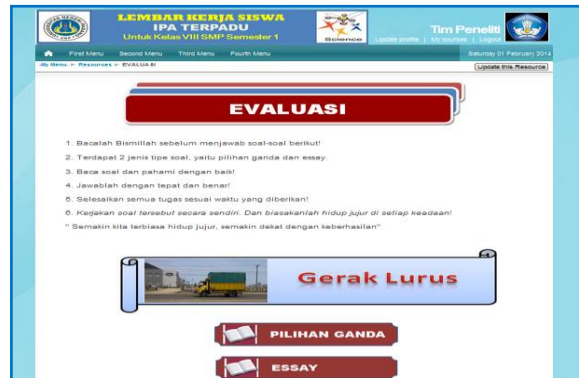 LEMBAR KERJA SISWA
IPA TERPADU
Untuk Kelas VIII SMP Semester 1
Science
Tim Peneliti
Update profile | My courses | Logout
First Menu Second Menu Third Menu Fourth Menu
Saturday 01 February 2014
My Menu ► Resources ► EVALUASI
Update this Resource
EVALUASI
1. Bacalah Bismillah sebelum menjawab soal-soal berikut!
2. Terdapat 2 jenis tipe soal, yaitu pilihan ganda dan essay.
3. Baca soal dan pahami dengan baik!
4. Jawablah dengan tepat dan benar!
5. Selesaikan semua tugas sesuai waktu yang diberikan!
6. Kerjakan soal tersebut secara sendiri. Dan biasakanlah hidup jujur di setiap keadaan!
" Semakin kita terbiasa hidup jujur, semakin dekat dengan keberhasilan"
Gerak Lurus
PILIHAN GANDA
ESSAY